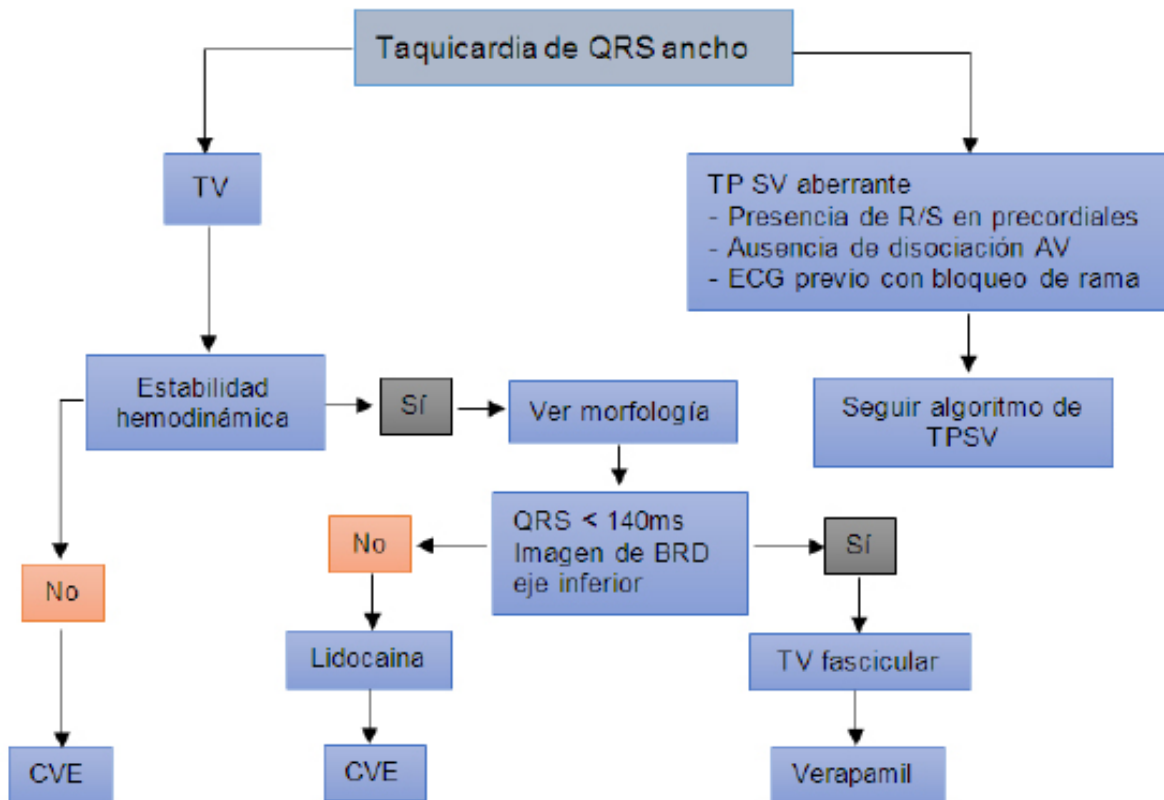 Taquicardia de QRS ancho
TV
TP SV aberrante
- Presencia de R/S en precordiales
- Ausencia de disociación AV
- ECG previo con bloqueo de rama
Estabilidad
hemodinámica
Sí
Ver morfología
Seguir algoritmo de
TPSV
No
QRS < 140ms
Imagen de BRD
eje inferior
Sí
No
Lidocaina
TV fascicular
CVE
CVE
Verapamil